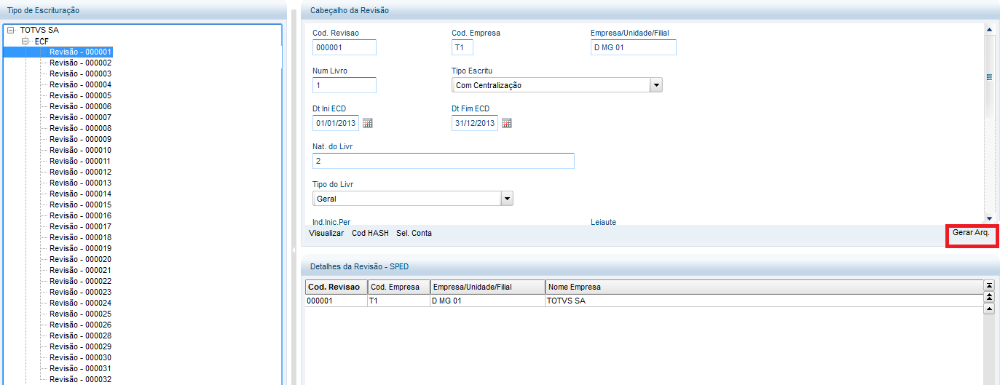 Tipo de Escrituração
TOTVS SA
ECF
Revisão - 000001
Revisão - 000002
Revisão - 000003
Revisão - 000004
Revisão - 000005
Revisão - 000006
Revisão - 000007
Revisão - 000008
Revisão - 000009
Revisão - 000010
Revisão - 000011
Revisão - 000012
Revisão - 000013
Revisão - 000014
Revisão - 000015
Revisão - 000016
Revisão - 000017
Revisão - 000018
Revisão - 000019
Revisão - 000020
Revisão - 000021
Revisão - 000022
Revisão - 000023
Revisão - 000024
Revisão - 000025
Revisão - 000026
Revisão - 000028
Revisão - 000029
Revisão - 000030
Revisão - 000031
Revisão - 000032
Cabeçalho da Revisão
Cod. Revisao Cod. Empresa Empresa/Unidade/Filial
000001 T1 D MG 01
Num Livro Tipo Escritu
1 Com Centralização
Dt Ini ECD Dt Fim ECD
01/01/2013 31/12/2013
Nat. do Livr
2
Tipo do Livr
Geral
Ind.Inic.Per Leiaute
Visualizar Cod HASH Sel. Conta Gerar Arq.
Detalhes da Revisão - SPED
Cod. Revisao Cod. Empresa Empresa/Unidade/Filial Nome Empresa
000001 T1 D MG 01 TOTVS SA